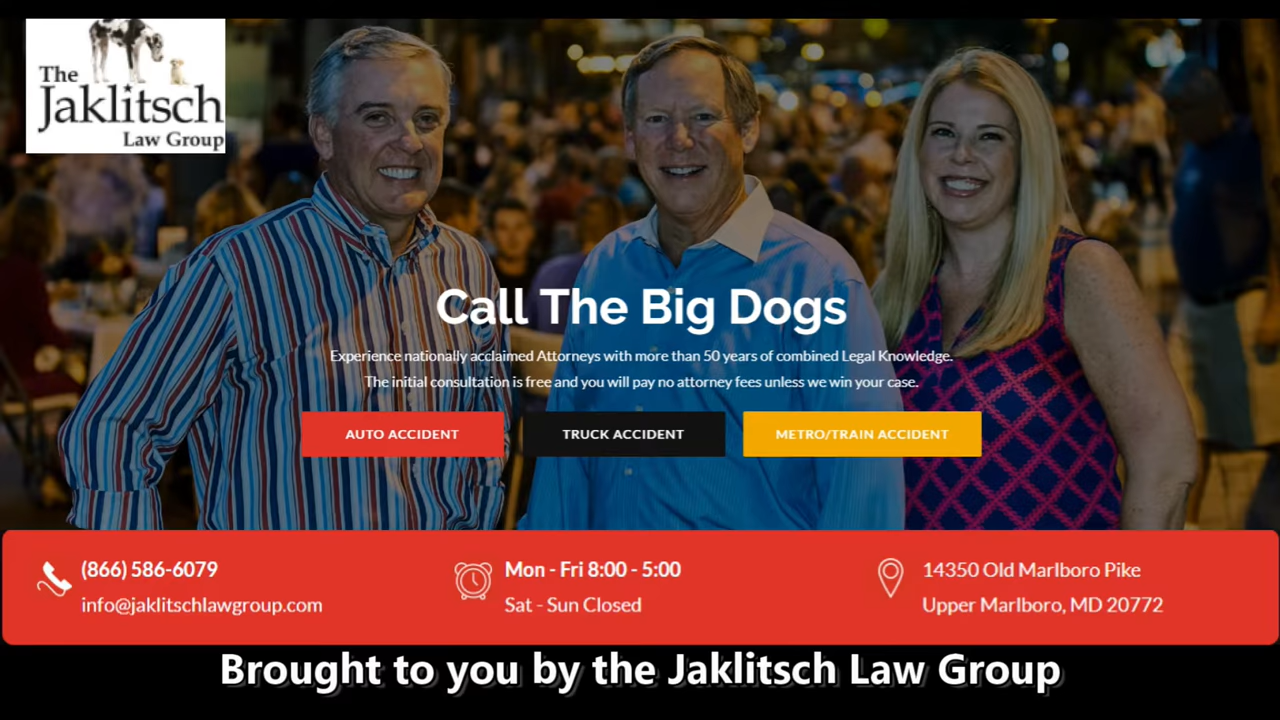 The
Jaklitsch
Law Group
Call The Big Dogs
Experience nationally acclaimed Attorneys with more than 50 years of combined Legal Knowledge.
The initial consultation is free and you will pay no attorney fees unless we win your case.
AUTO ACCIDENT
TRUCK ACCIDENT
METRO/TRAIN ACCIDENT
(866) 586-6079
info@jaklitschlawgroup.com
Mon - Fri 8:00 - 5:00
Sat - Sun Closed
14350 Old Marlboro Pike
Upper Marlboro, MD 20772
Brought to you by the Jaklitsch Law Group